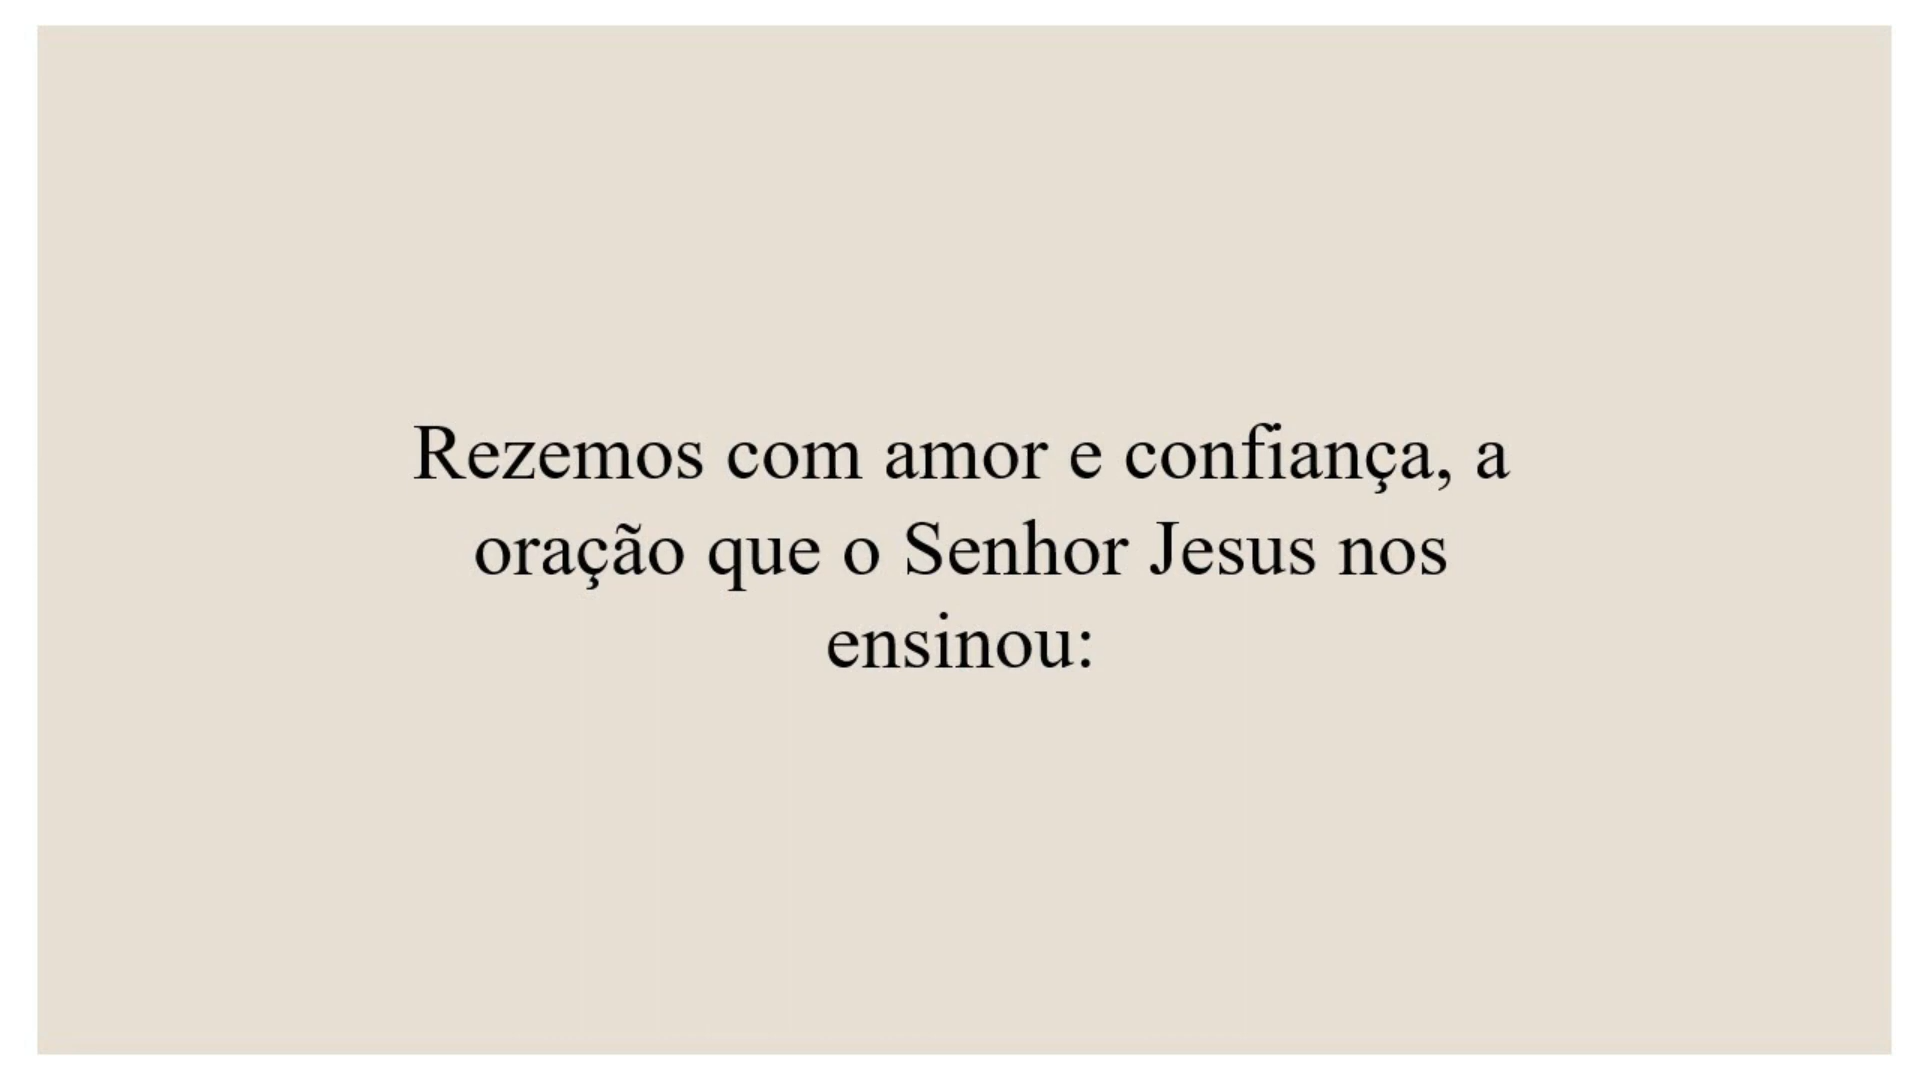 Rezemos com amor e confiança, a
oração que o Senhor Jesus nos
ensinou: